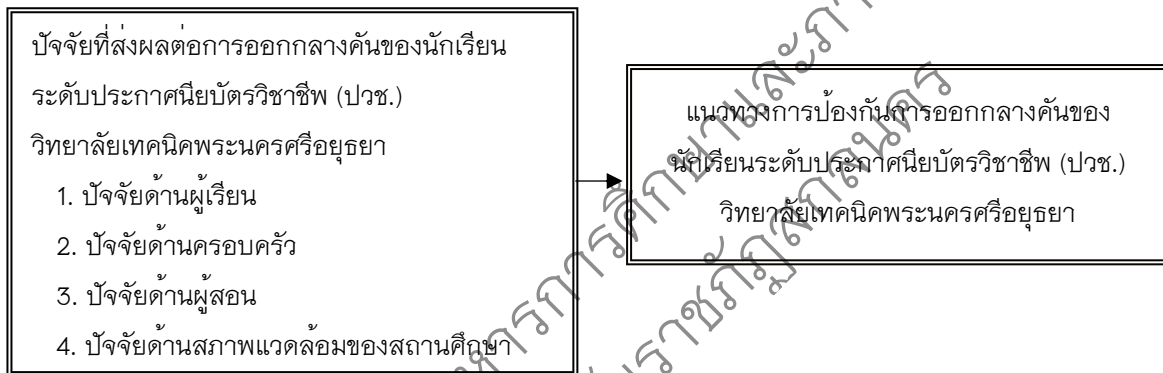 ปัจจัยที่ส่งผลต่อการออกกลางคันของนักเรียน
ระดับประกาศนียบัตรวิชาชีพ (ปวช.)
วิทยาลัยเทคนิคพระนครศรีอยุธยา
1. ปัจจัยด้านผู้เรียน
2. ปัจจัยด้านครอบครัว
3. ปัจจัยด้านผู้สอน
4. ปัจจัยด้านสภาพแวดล้อมของสถานศึกษา
แนวทางการป้องกันการออกกลางคันของ
นักเรียนระดับประกาศนียบัตรวิชาชีพ (ปวช.)
วิทยาลัยเทคนิคพระนครศรีอยุธยา